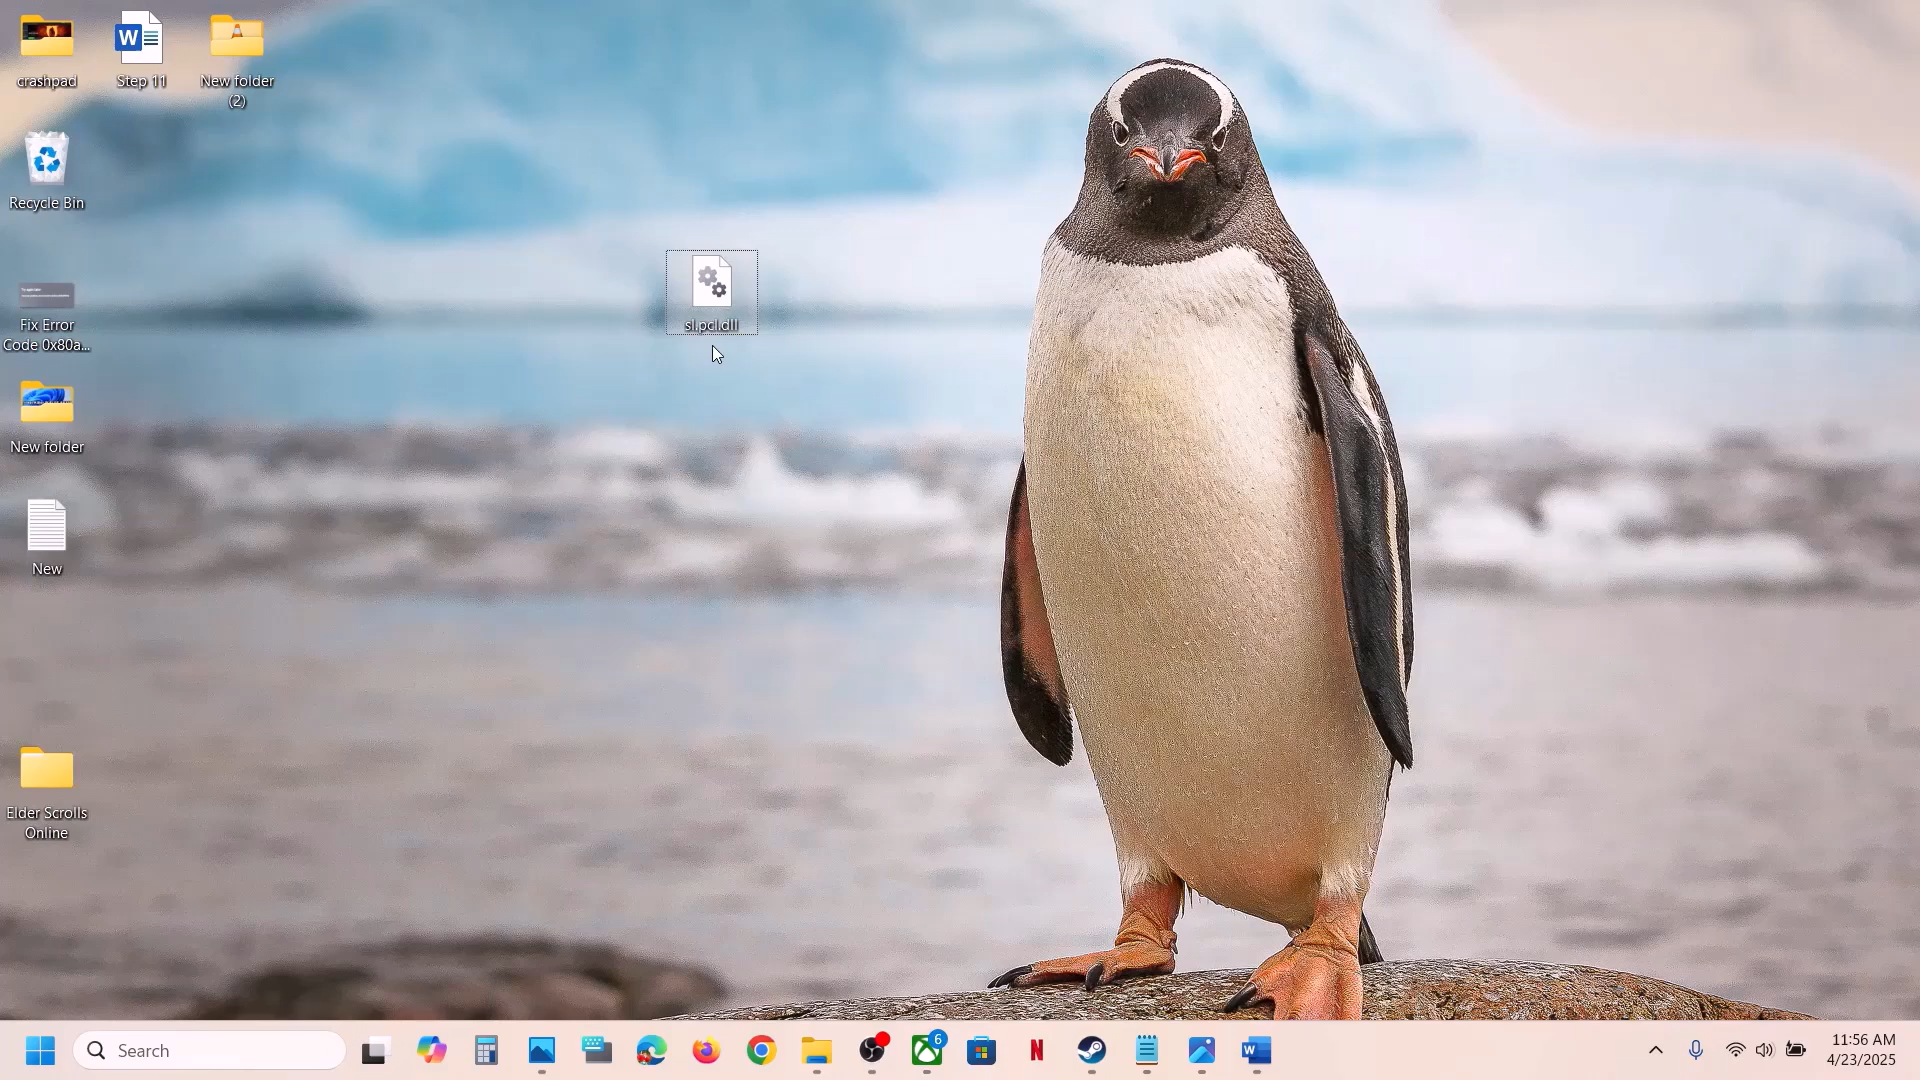 crashpad
Step 11
New folder
(2)
Recycle Bin
sl.pcl.dll
Fix Error
Code 0x80a...
New folder
New
Elder Scrolls
Online
Search
6
11:56 AM
4/23/2025